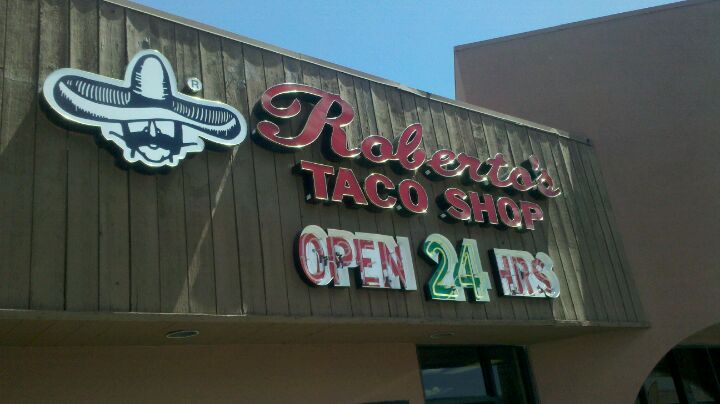 ®
Roberto's
TACO SHOP
OPEN 24 HRS